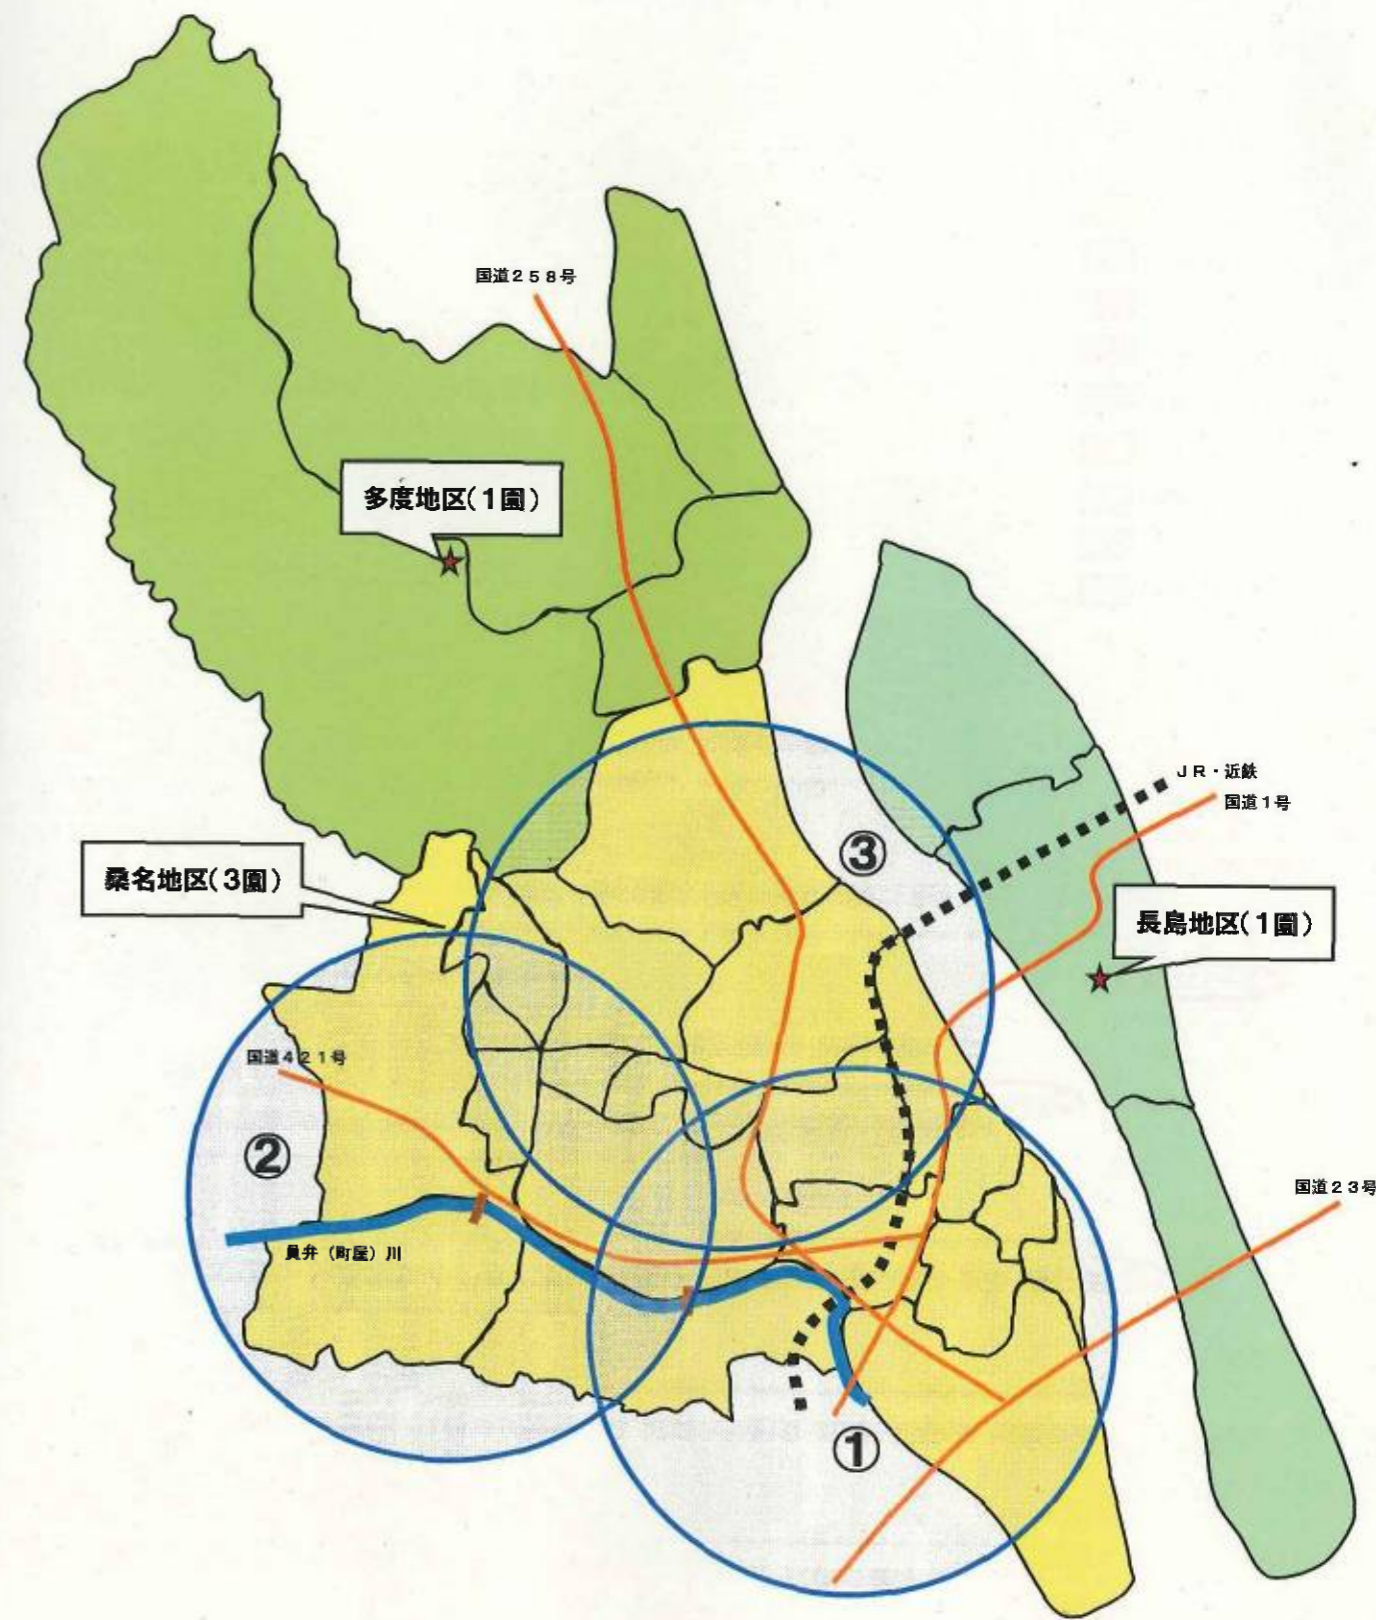 国道258号
多度地区(1園)
JR・近鉄
国道1号
③
桑名地区(3園)
長島地区(1園)
国道421号
②
国道23号
員弁(町屋)川
①